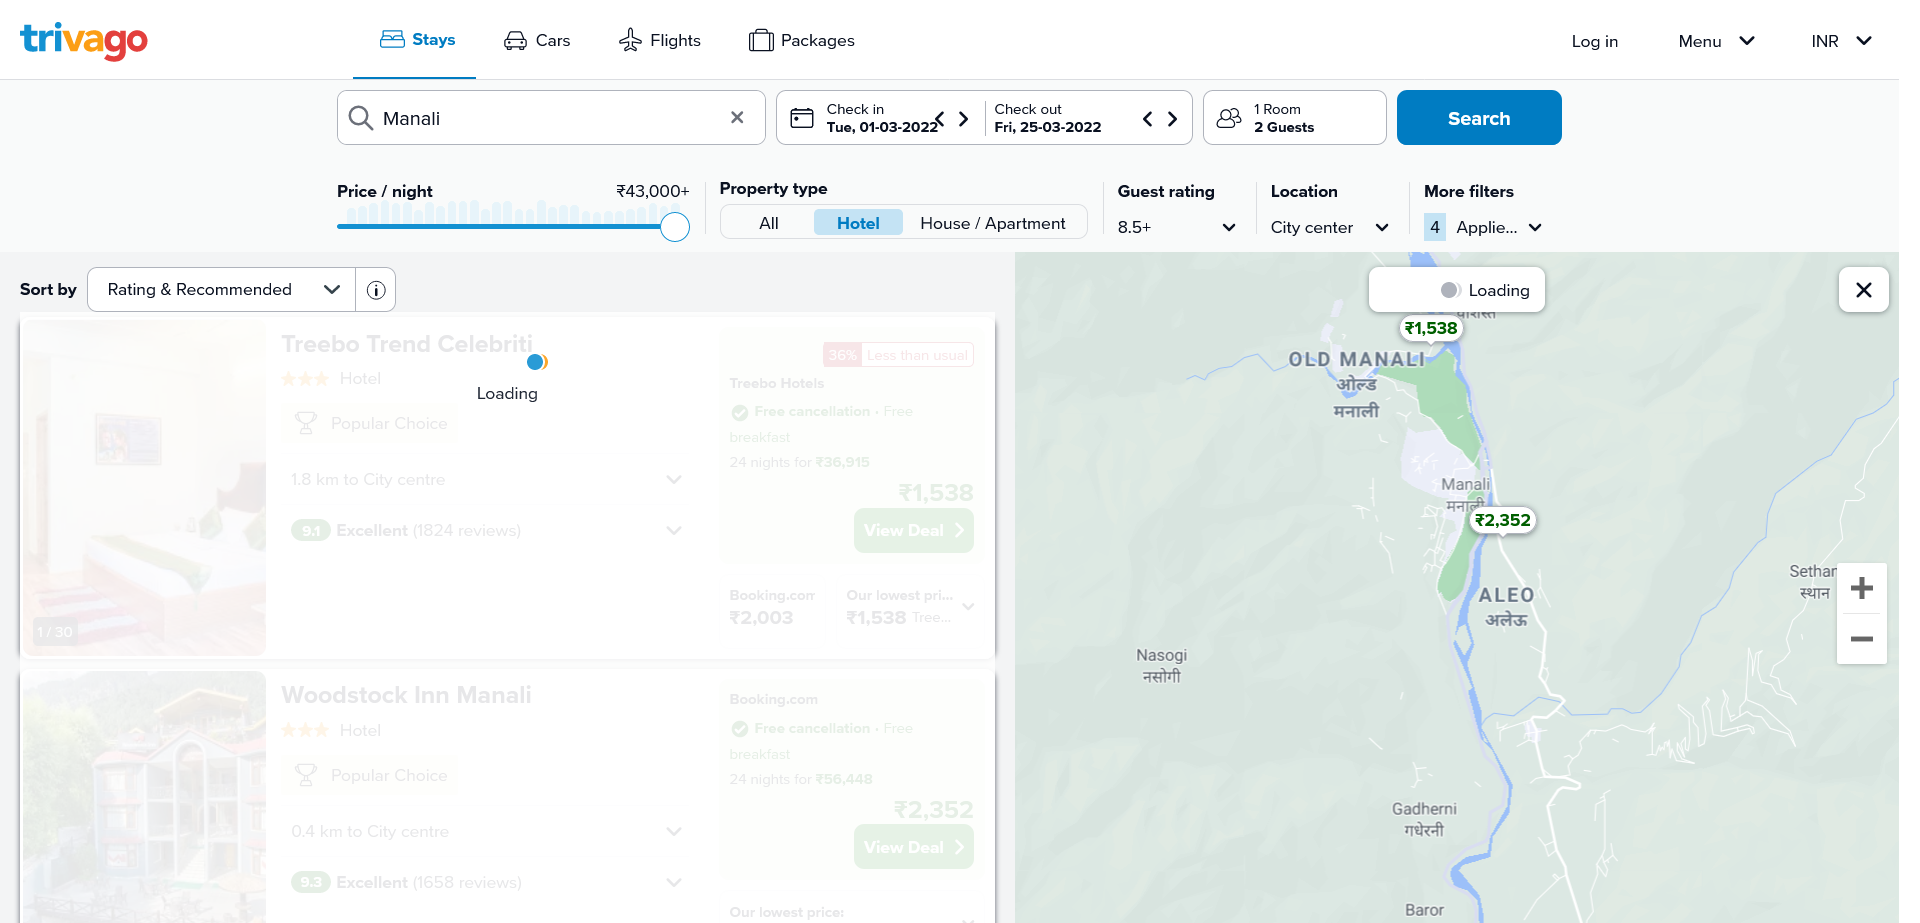 trivago
Stays
Cars
Flights
Packages
Log in
Menu
INR
Manali
Check in
Tue, 01-03-2022
Check out
Fri, 25-03-2022
1 Room
2 Guests
Search
Price / night
₹43,000+
Property type
All
Hotel
House / Apartment
Guest rating
8.5+
Location
City center
More filters
4 Applie...
Sort by
Rating & Recommended
Loading
Treebo Trend Celebriti
Hotel
Popular Choice
1.8 km to City centre
9.1 Excellent (1824 reviews)
1 / 30
36% Less than usual
Treebo Hotels
Free cancellation • Free
breakfast
24 nights for ₹36,915
₹1,538
View Deal
Booking.com
₹2,003
Our lowest pri...
₹1,538 Tree...
Woodstock Inn Manali
Hotel
Popular Choice
0.4 km to City centre
9.3 Excellent (1658 reviews)
Booking.com
Free cancellation • Free
breakfast
24 nights for ₹56,448
₹2,352
View Deal
Our lowest price:
Loading
वशिस्त
₹1,538
OLD MANALI
ओल्ड
मनाली
Manali
मनाली
₹2,352
ALEO
अलेऊ
Sethan
स्थान
Nasogi
नसोगी
Gadherni
गधेरनी
Baror